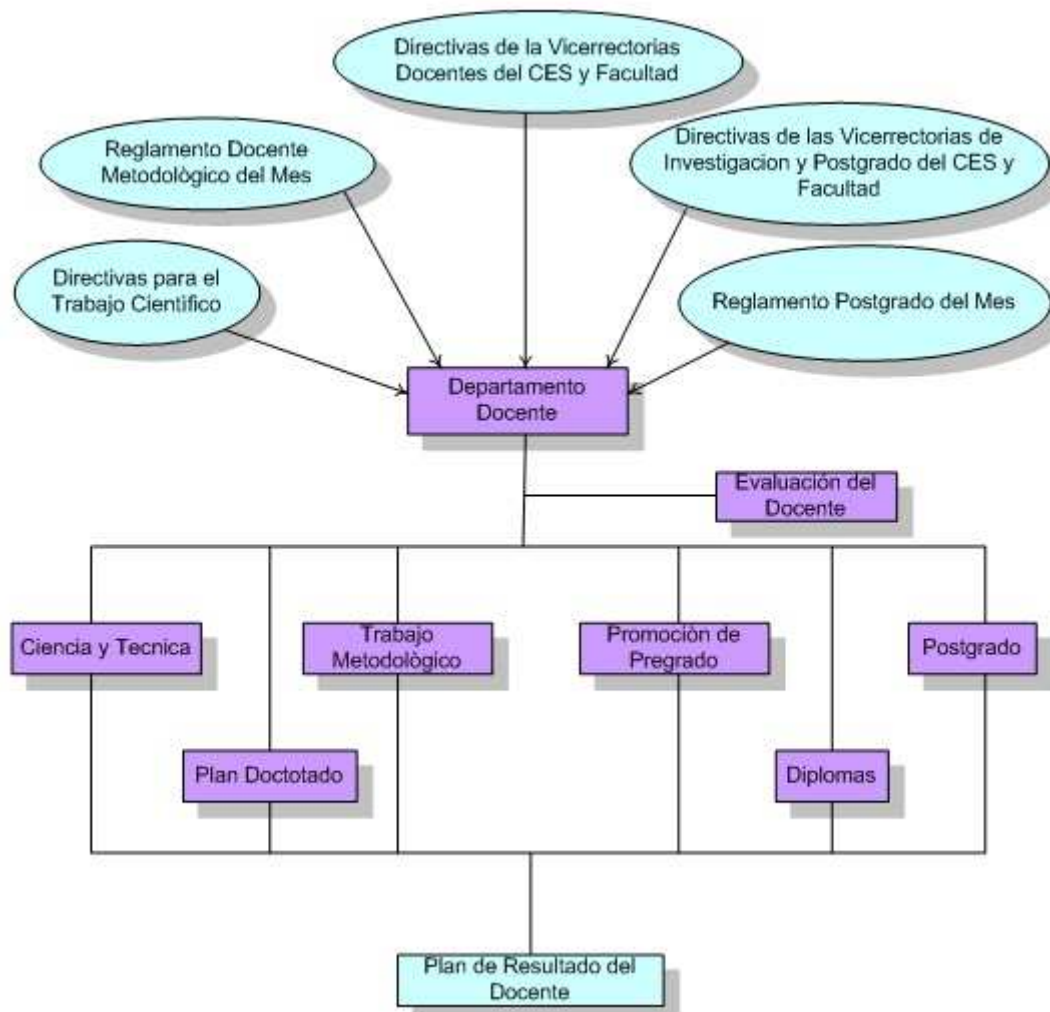 Directivas de la Vicerrectorias
Docentes del CES y Facultad
Reglamento Docente
Metodològico del Mes
Directivas de las Vicerrectorias de
Investigacion y Postgrado del CES y
Facultad
Directivas para el
Trabajo Cientìfico
Reglamento Postgrado del Mes
Departamento
Docente
Evaluación del
Docente
Ciencia y Tecnica
Trabajo
Metodològico
Promociòn de
Pregrado
Postgrado
Plan Doctotado
Diplomas
Plan de Resultado del
Docente